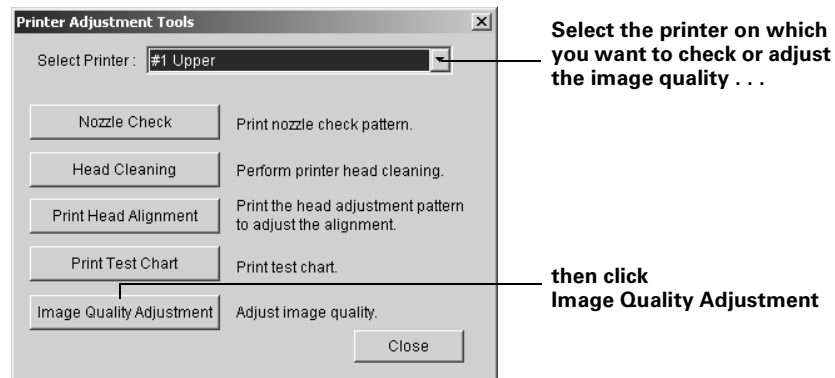 Printer Adjustment Tools
Select Printer : #1 Upper
Select the printer on which
you want to check or adjust
the image quality . . .
Nozzle Check Print nozzle check pattern.
Head Cleaning Perform printer head cleaning.
Print Head Alignment Print the head adjustment pattern
to adjust the alignment.
Print Test Chart Print test chart.
Image Quality Adjustment Adjust image quality.
then click
Image Quality Adjustment
Close